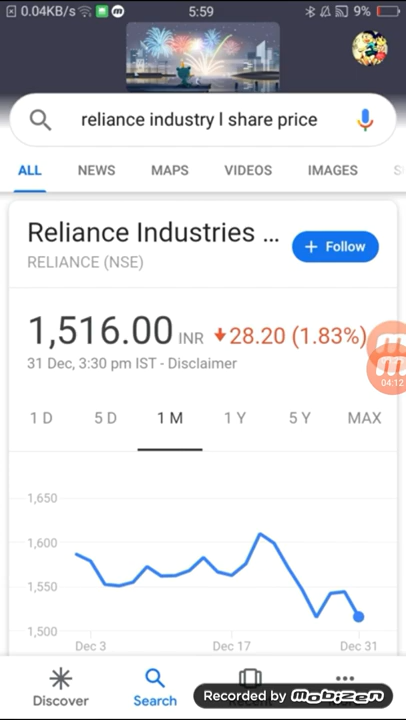 0.04KB/s 5:59 9%
reliance industry l share price
ALL NEWS MAPS VIDEOS IMAGES S
Reliance Industries ...
+ Follow
RELIANCE (NSE)
1,516.00 INR 28.20 (1.83%)
31 Dec, 3:30 pm IST - Disclaimer
04:12
1 D 5 D 1 M 1 Y 5 Y MAX
1,650
1,600
1,550
1,500
Dec 3 Dec 17 Dec 31
Discover Search Recent
Recorded by mobizen